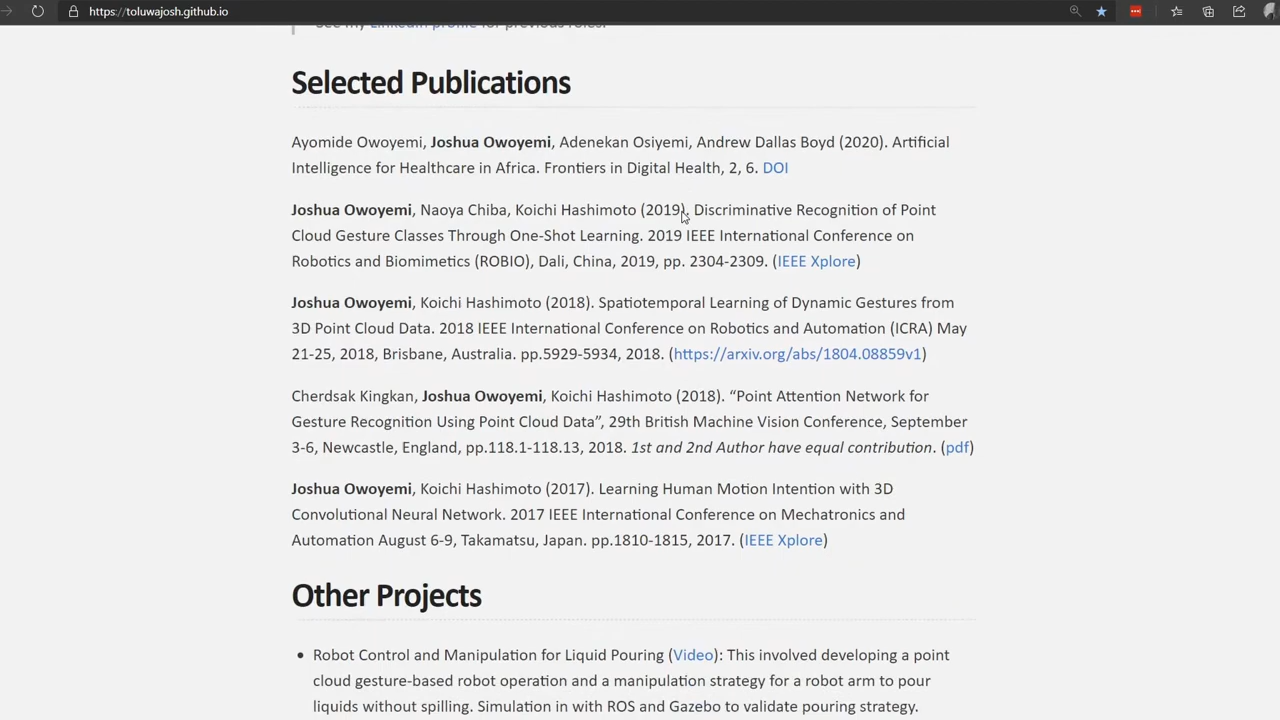 https://toluwajosh.github.io
See my LinkedIn profile for previous roles.
Selected Publications
Ayomide Owoyemi, Joshua Owoyemi, Adenekan Osiyemi, Andrew Dallas Boyd (2020). Artificial
Intelligence for Healthcare in Africa. Frontiers in Digital Health, 2, 6. DOI
Joshua Owoyemi, Naoya Chiba, Koichi Hashimoto (2019). Discriminative Recognition of Point
Cloud Gesture Classes Through One-Shot Learning. 2019 IEEE International Conference on
Robotics and Biomimetics (ROBIO), Dali, China, 2019, pp. 2304-2309. (IEEE Xplore)
Joshua Owoyemi, Koichi Hashimoto (2018). Spatiotemporal Learning of Dynamic Gestures from
3D Point Cloud Data. 2018 IEEE International Conference on Robotics and Automation (ICRA) May
21-25, 2018, Brisbane, Australia. pp.5929-5934, 2018. (https://arxiv.org/abs/1804.08859v1)
Cherdsak Kingkan, Joshua Owoyemi, Koichi Hashimoto (2018). “Point Attention Network for
Gesture Recognition Using Point Cloud Data”, 29th British Machine Vision Conference, September
3-6, Newcastle, England, pp.118.1-118.13, 2018. 1st and 2nd Author have equal contribution. (pdf)
Joshua Owoyemi, Koichi Hashimoto (2017). Learning Human Motion Intention with 3D
Convolutional Neural Network. 2017 IEEE International Conference on Mechatronics and
Automation August 6-9, Takamatsu, Japan. pp.1810-1815, 2017. (IEEE Xplore)
Other Projects
• Robot Control and Manipulation for Liquid Pouring (Video): This involved developing a point
cloud gesture-based robot operation and a manipulation strategy for a robot arm to pour
liquids without spilling. Simulation in with ROS and Gazebo to validate pouring strategy.